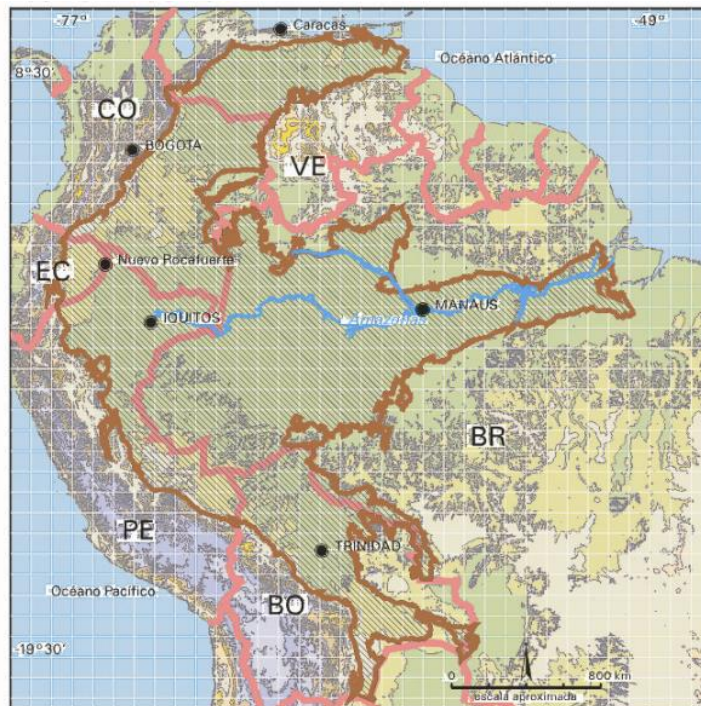 -77°
-49°
Caracas
Océano Atlántico
8°30'
CO
BOGOTA
VE
EC
Nuevo Rocafuerte
MANAUS
IQUITOS
Amazonas
BR
PE
TRINIDAD
Océano Pacífico
BO
-19°30'
0
800 km
escala aproximada